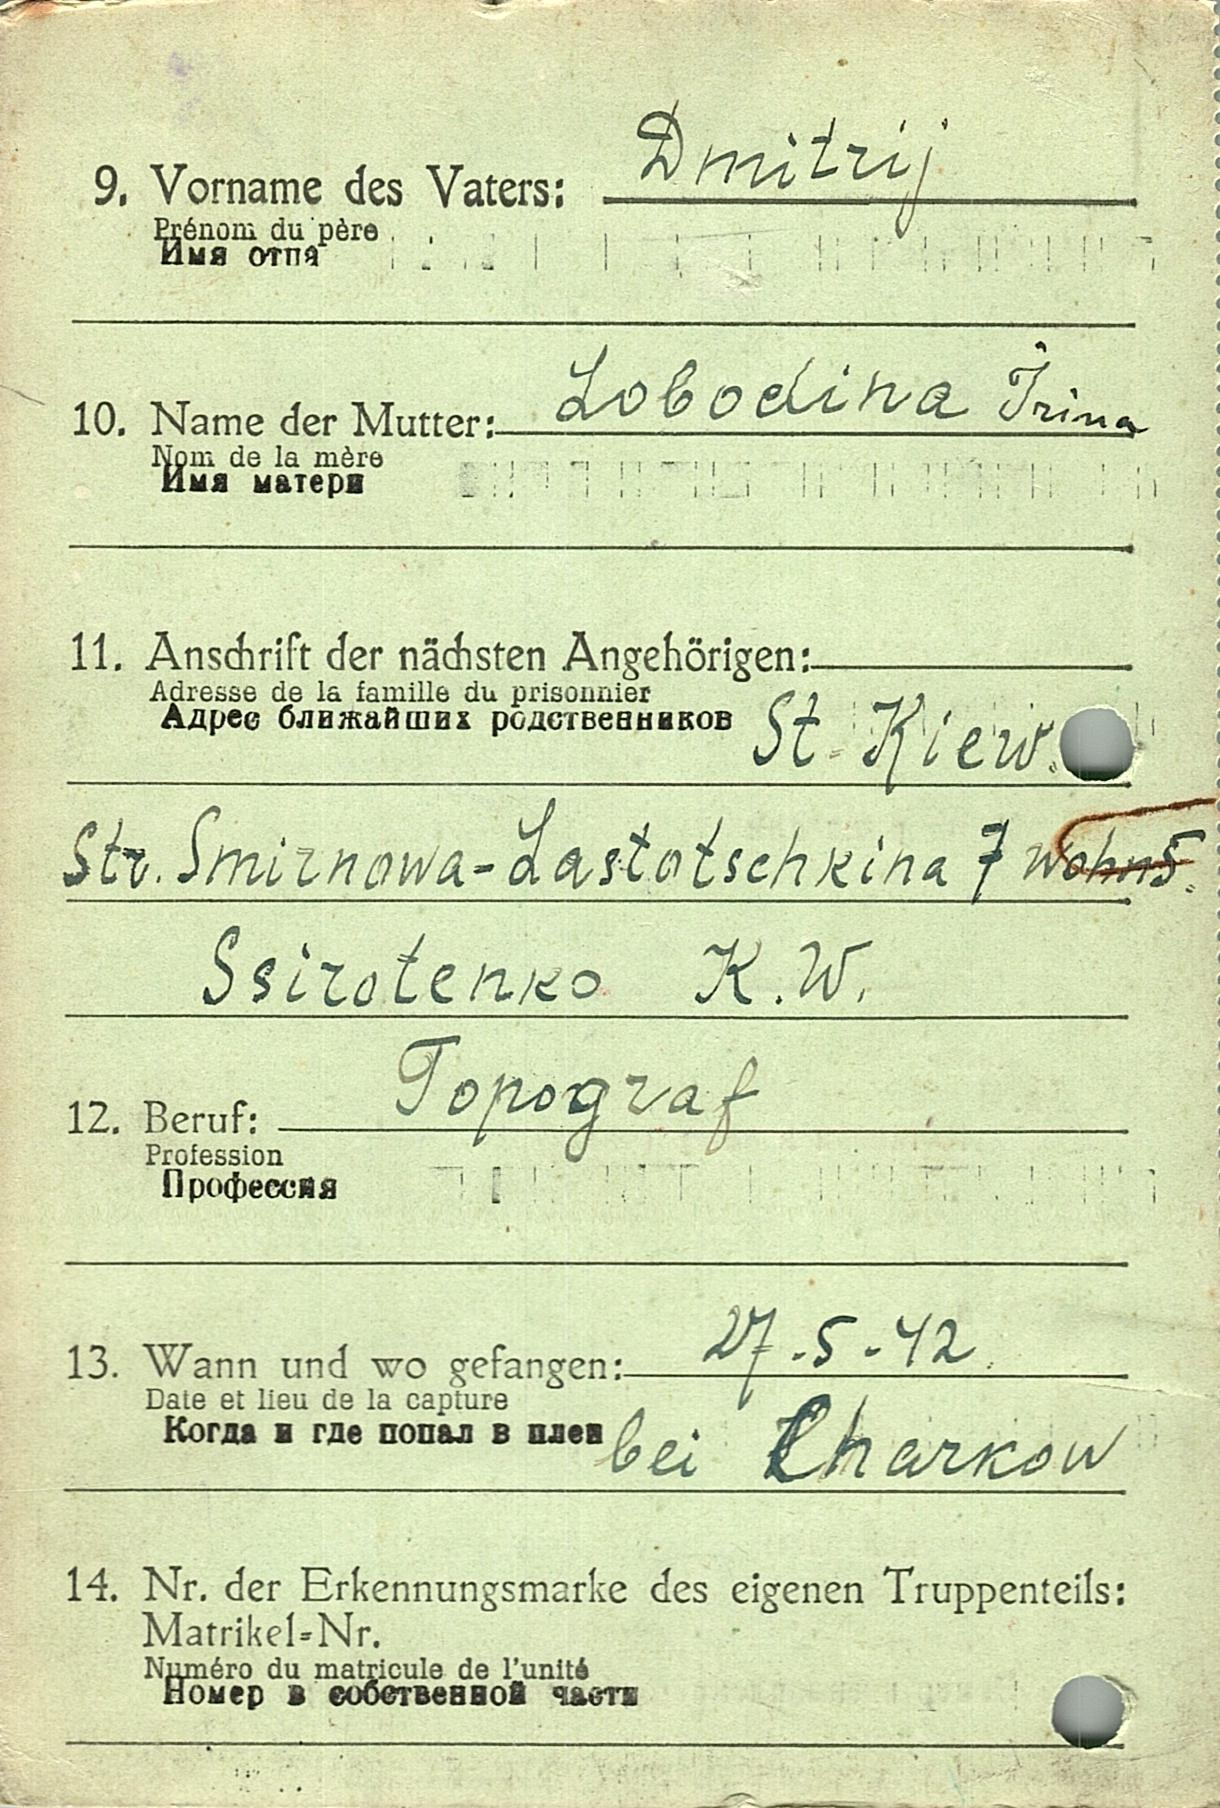 Dmitrij
9. Vorname des Vaters:
Prénom du père
Имя отца
Lobodina Irina
10. Name der Mutter:
Nom de la mère
Имя матери
11. Anschrift der nächsten Angehörigen:
Adresse de la famille du prisonnier
Адрес ближайших родственников St. Kiew.
Str. Smirnowa-Lastotschkina 7 wohn 5.
Ssirotenko K.W.
Topograf
12. Beruf:
Profession
Профессия
13. Wann und wo gefangen: 27.5.42
Date et lieu de la capture
Когда и где попал в плен bei Charkow
14. Nr. der Erkennungsmarke des eigenen Truppenteils:
Matrikel=Nr.
Numéro du matricule de l'unité
Номер в собственной части